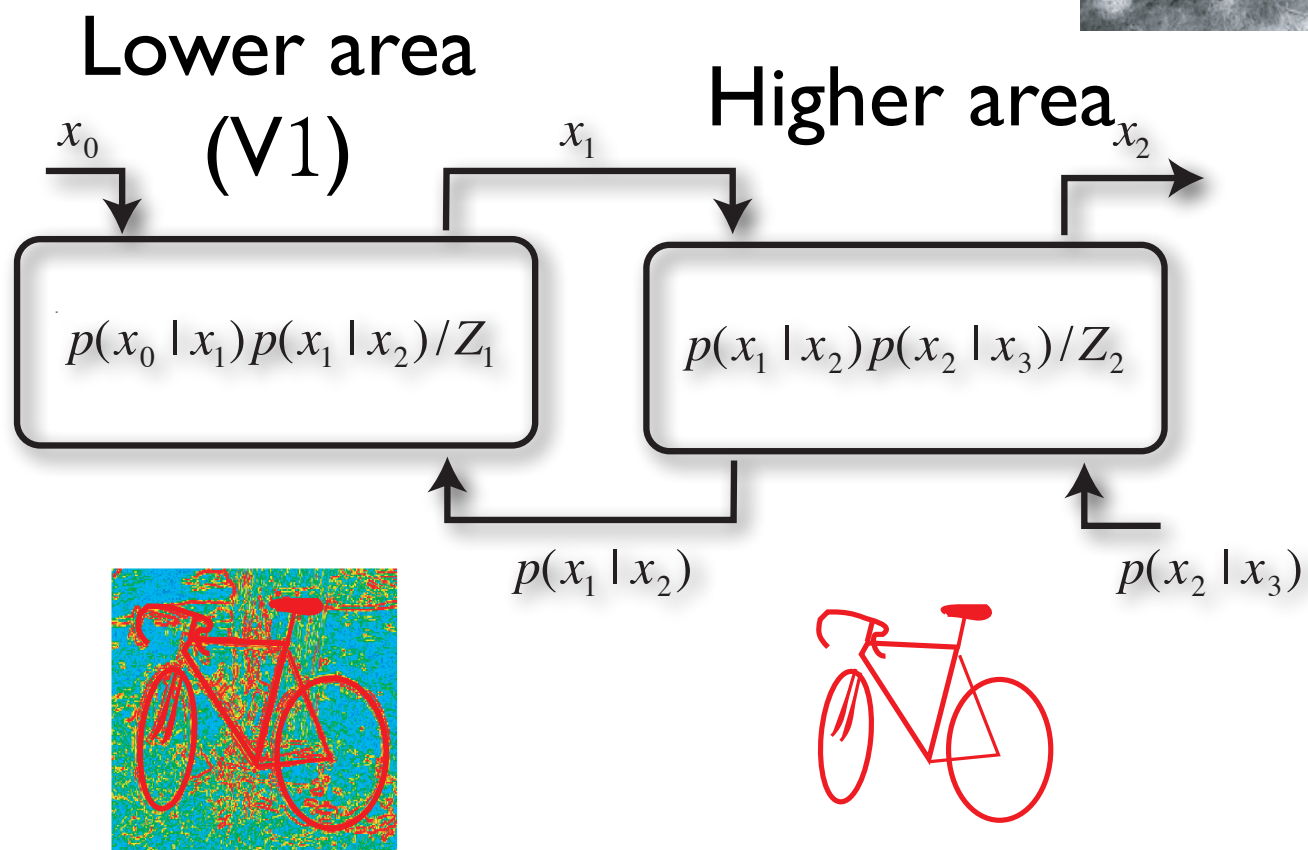 Lower area
(V1)
Higher area
x₀
x₁
x₂
p(x₀ | x₁) p(x₁ | x₂) / Z₁
p(x₁ | x₂) p(x₂ | x₃) / Z₂
p(x₁ | x₂)
p(x₂ | x₃)